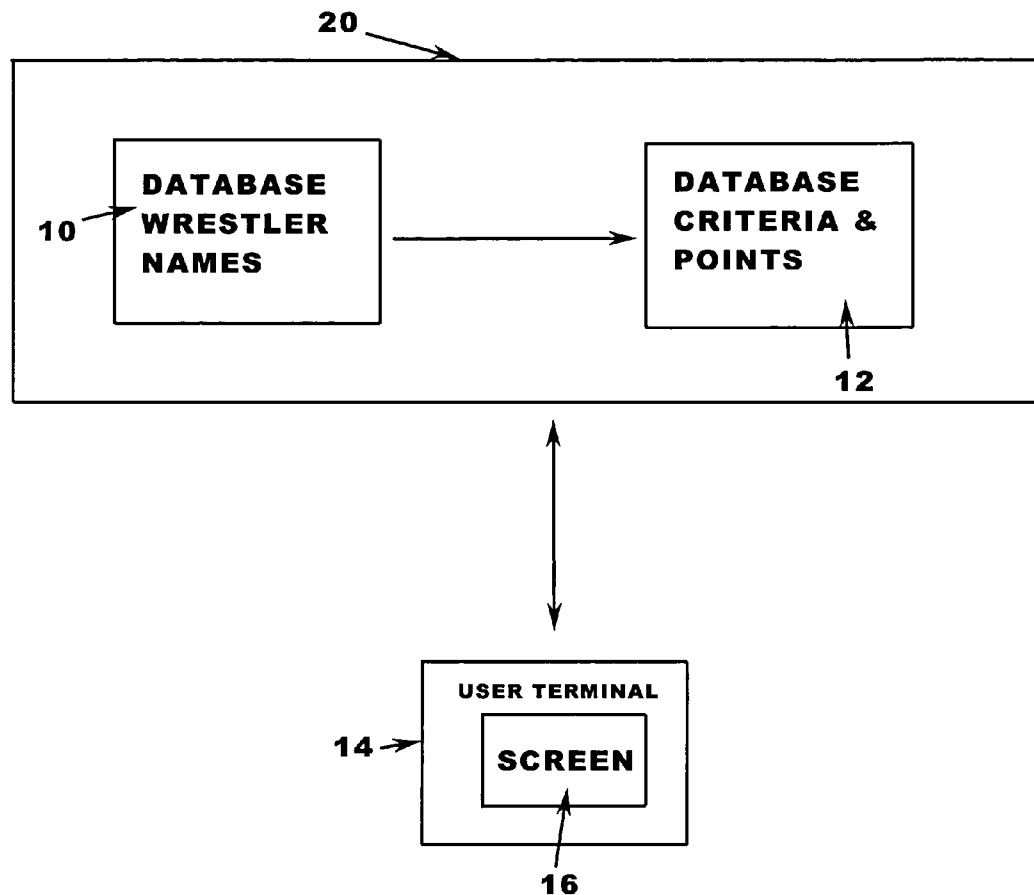 20
DATABASE
WRESTLER
NAMES
10
DATABASE
CRITERIA &
POINTS
12
USER TERMINAL
14
SCREEN
16